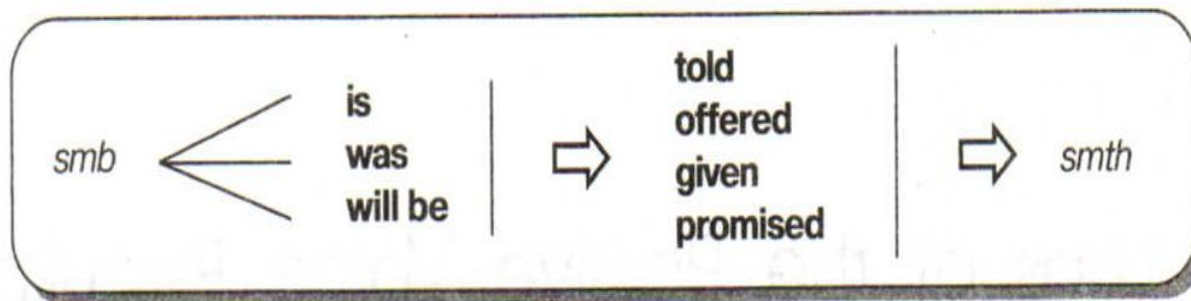 smb
is
was
will be
told
offered
given
promised
smth